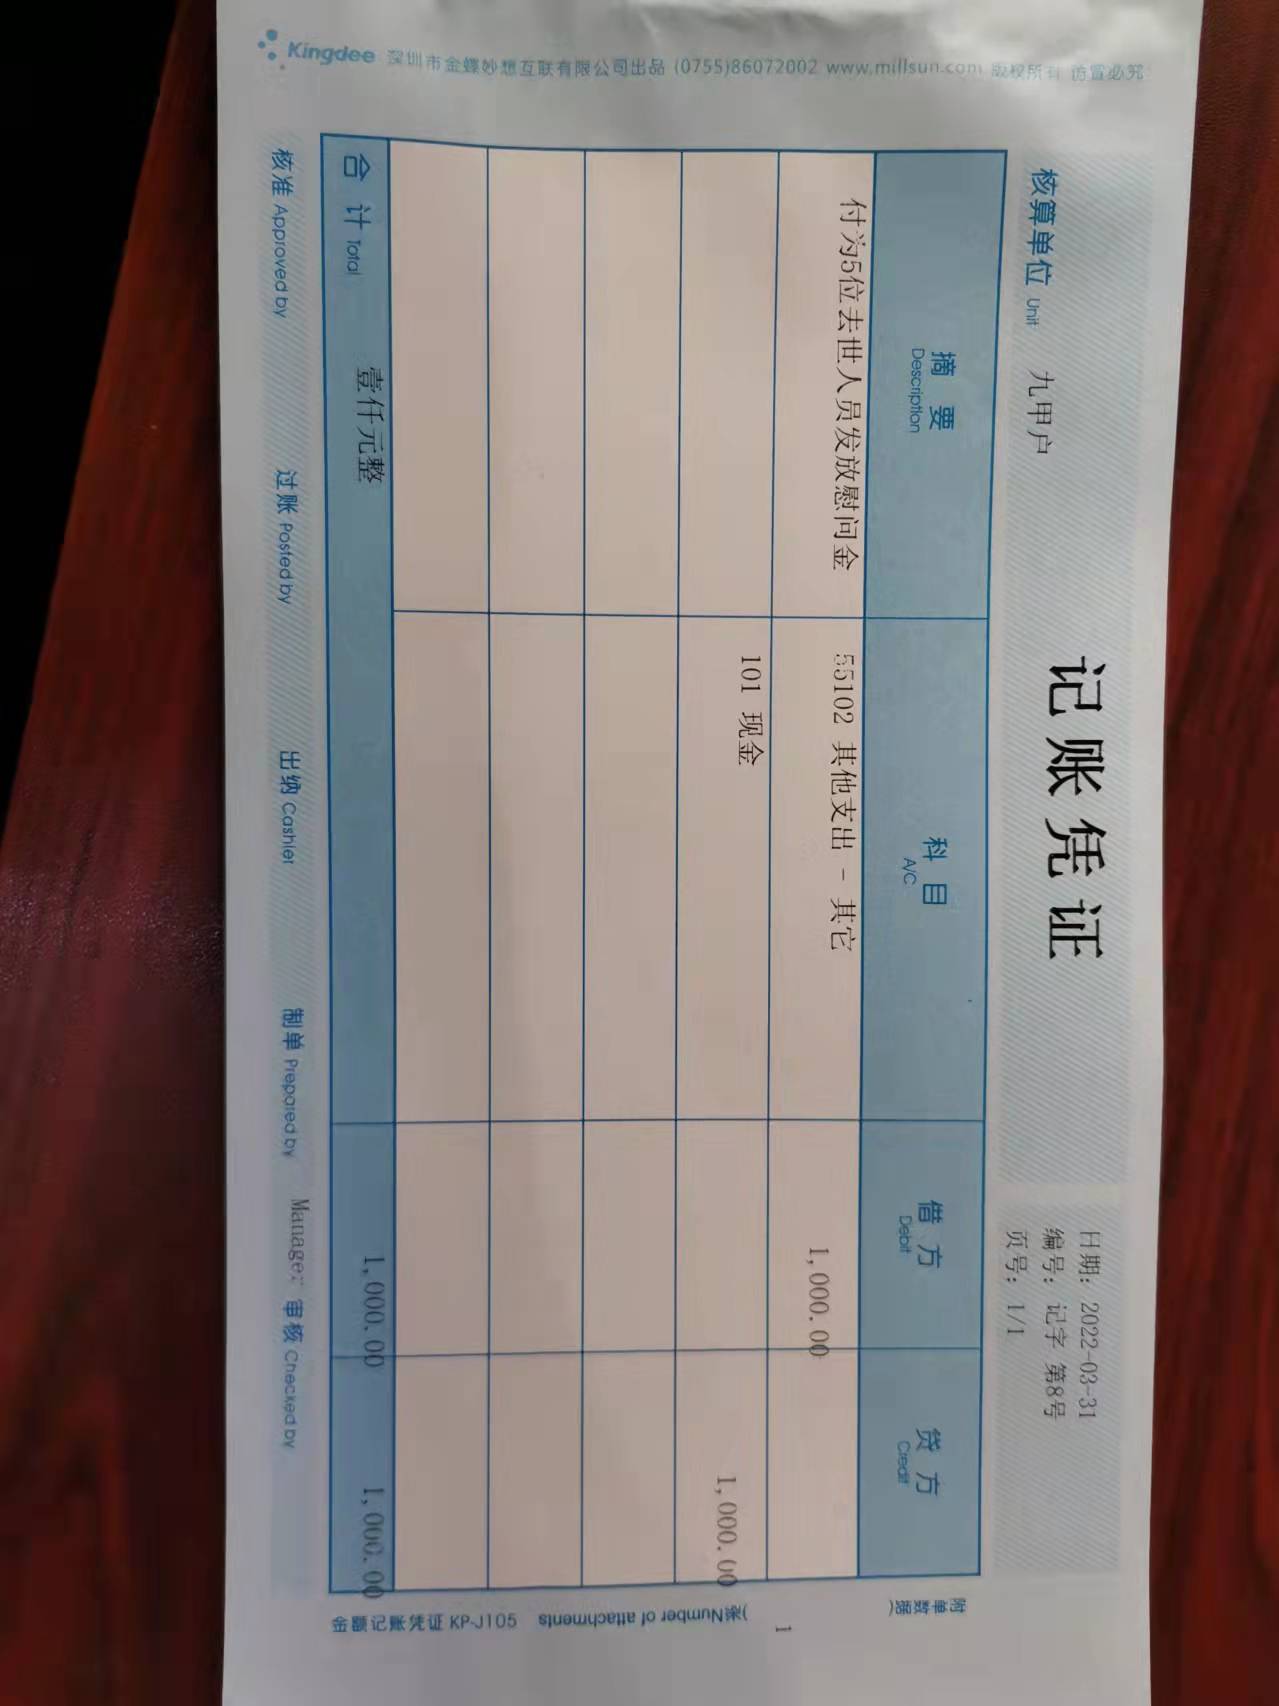 记账凭证
日期：2022-03-31
核算单位 Unit 九甲户
编号：记字 第8号
页号：1/1
摘 要 Description
科 目 A/C
借 方 Debit
贷 方 Credit
付为5位去世人员发放慰问金 55102 其他支出 - 其它 1,000.00
101 现金 1,000.00
合 计 Total 壹仟元整 1,000.00 1,000.00
核准 Approved by 过账 Posted by 出纳 Cashier 制单 Prepared by Manager 审核 Checked by
附单据数(
1
)Number of attachments
金额记账凭证 KP-J105
Kingdee 深圳市金蝶妙想互联有限公司出品 (0755)86072002 www.millsun.com 版权所有 仿冒必究